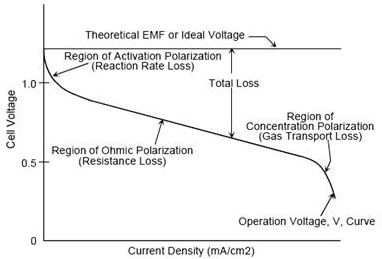 Theoretical EMF or Ideal Voltage
Region of Activation Polarization
(Reaction Rate Loss)
Total Loss
1.0
Region of
Concentration Polarization
(Gas Transport Loss)
Cell Voltage
Region of Ohmic Polarization
(Resistance Loss)
0.5
Operation Voltage, V, Curve
0
Current Density (mA/cm2)